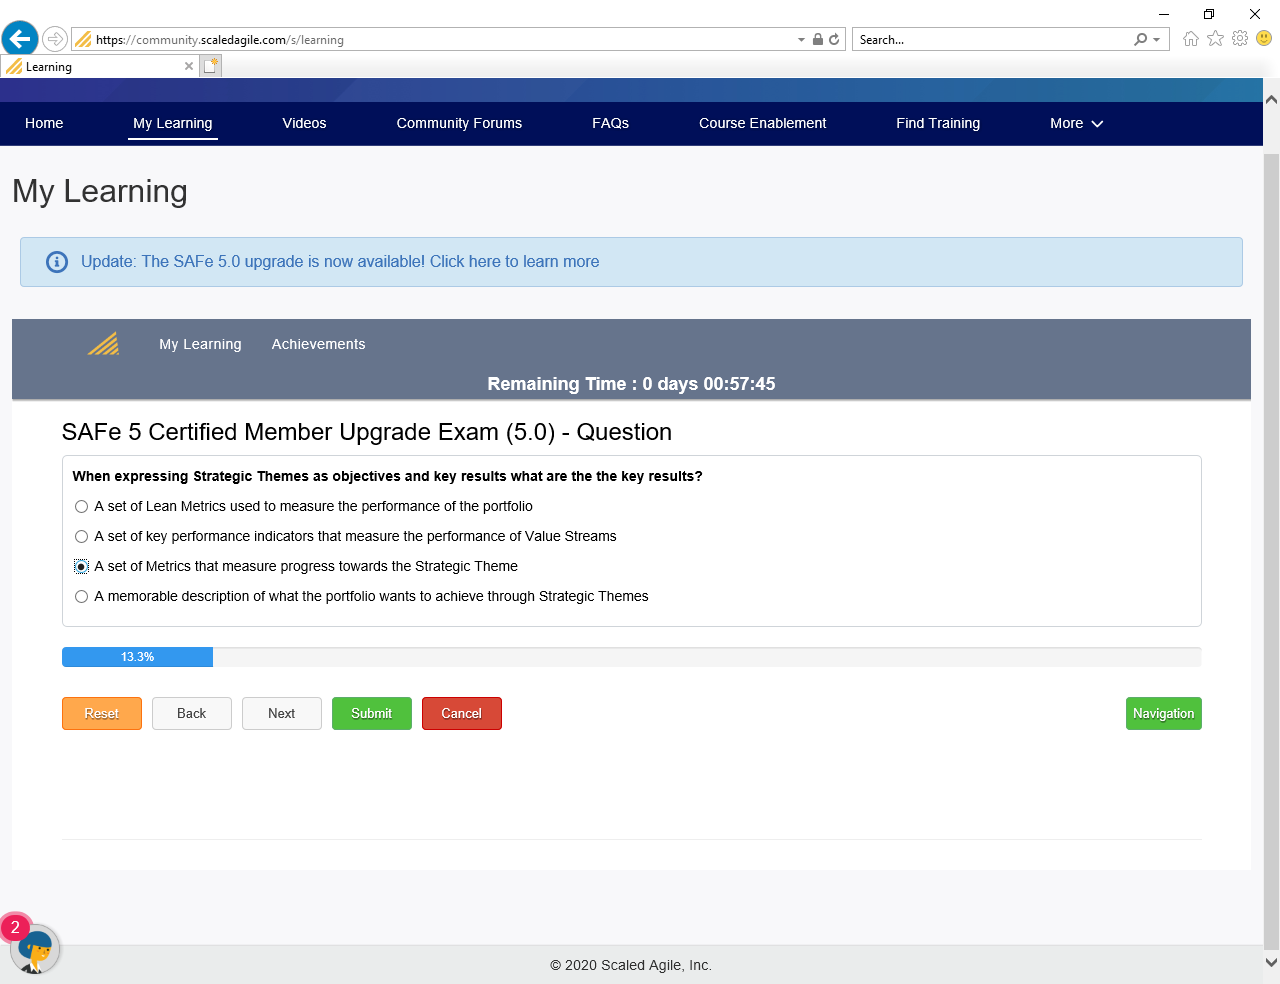 https://community.scaledagile.com/s/learning
Search...
Learning
Home My Learning Videos Community Forums FAQs Course Enablement Find Training More
My Learning
Update: The SAFe 5.0 upgrade is now available! Click here to learn more
My Learning Achievements
Remaining Time : 0 days 00:57:45
SAFe 5 Certified Member Upgrade Exam (5.0) - Question
When expressing Strategic Themes as objectives and key results what are the the key results?
A set of Lean Metrics used to measure the performance of the portfolio
A set of key performance indicators that measure the performance of Value Streams
A set of Metrics that measure progress towards the Strategic Theme
A memorable description of what the portfolio wants to achieve through Strategic Themes
13.3%
Reset Back Next Submit Cancel Navigation
2
© 2020 Scaled Agile, Inc.